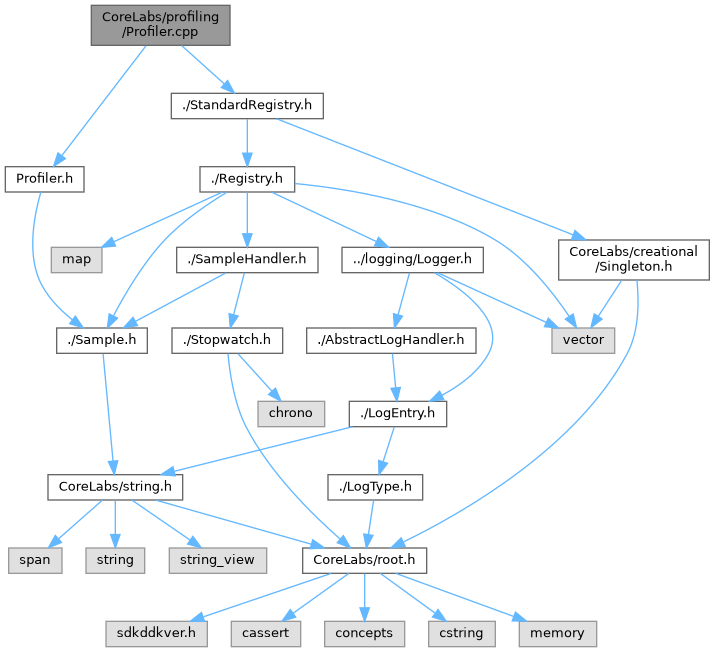 CoreLabs/profiling
/Profiler.cpp
./StandardRegistry.h
Profiler.h
./Registry.h
map
./SampleHandler.h
../logging/Logger.h
CoreLabs/creational
/Singleton.h
./Sample.h
./Stopwatch.h
./AbstractLogHandler.h
vector
chrono
./LogEntry.h
CoreLabs/string.h
./LogType.h
span
string
string_view
CoreLabs/root.h
sdkddkver.h
cassert
concepts
cstring
memory